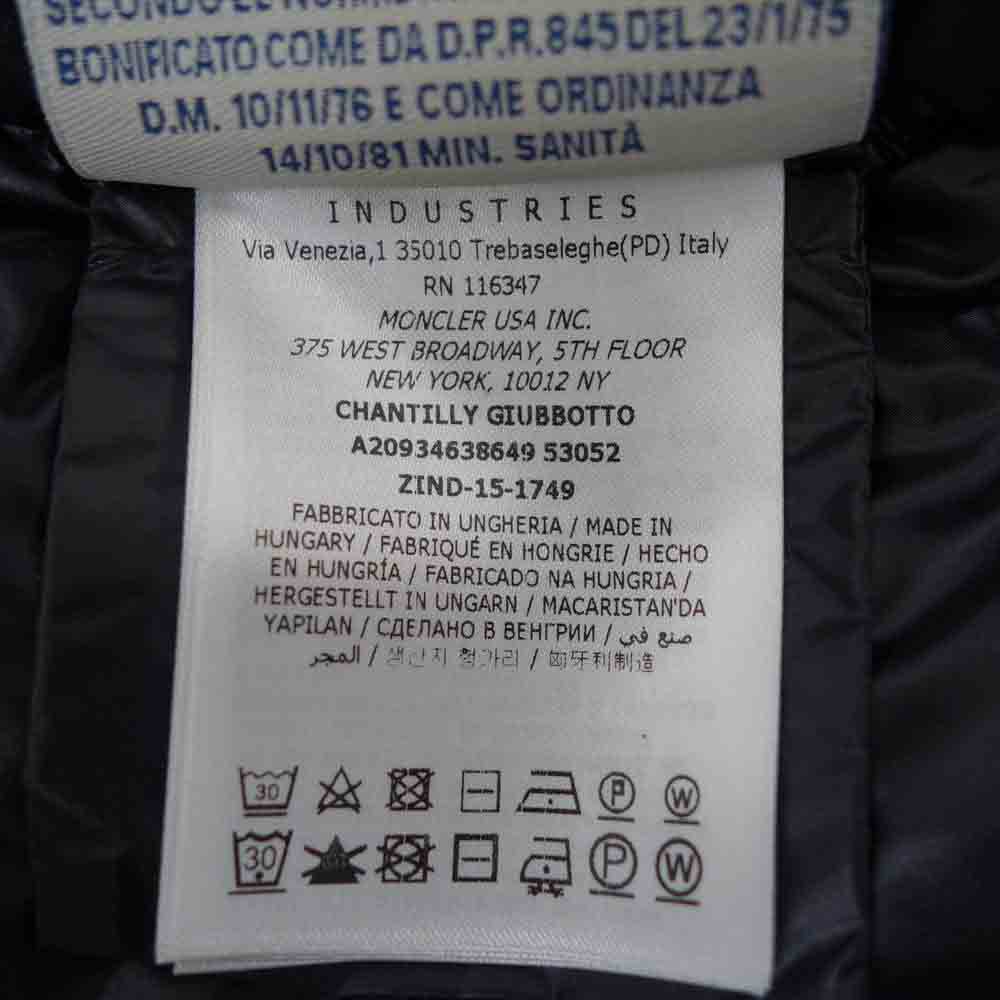 BONIFICATO COME DA D.P.R. 845 DEL 23/1/75
D.M. 10/11/76 E COME ORDINANZA
14/10/81 MIN. SANITÀ
INDUSTRIES
Via Venezia,1 35010 Trebaseleghe(PD) Italy
RN 116347
MONCLER USA INC.
375 WEST BROADWAY, 5TH FLOOR
NEW YORK, 10012 NY
CHANTILLY GIUBBOTTO
A20934638649 53052
ZIND-15-1749
FABBRICATO IN UNGHERIA / MADE IN
HUNGARY / FABRIQUÉ EN HONGRIE / HECHO
EN HUNGRÍA / FABRICADO NA HUNGRIA /
HERGESTELLT IN UNGARN / MACARISTAN'DA
YAPILAN / СДЕЛАНО В ВЕНГРИИ / صنع في
المجر / 생산지 헝가리 / 匈牙利制造
30 P W
30 P W